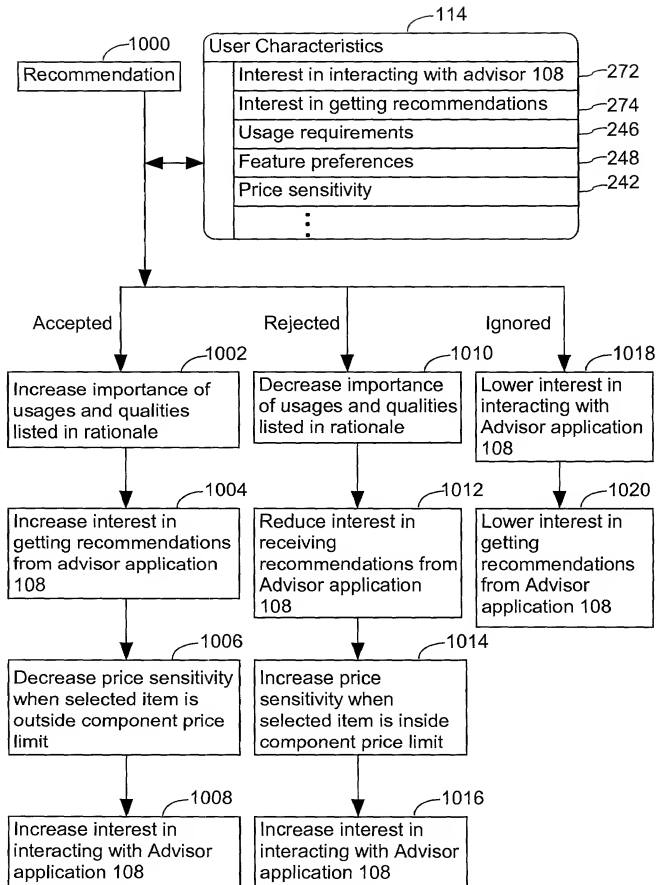 114
1000
Recommendation
User Characteristics
Interest in interacting with advisor 108
272
Interest in getting recommendations
274
Usage requirements
246
Feature preferences
248
Price sensitivity
242
Accepted
Rejected
Ignored
1002
Increase importance of
usages and qualities
listed in rationale
1010
Decrease importance
of usages and qualities
listed in rationale
1018
Lower interest in
interacting with
Advisor application
108
1004
Increase interest in
getting recommendations
from advisor application
108
1012
Reduce interest in
receiving
recommendations from
Advisor application
108
1020
Lower interest in
getting
recommendations
from Advisor
application 108
1006
Decrease price sensitivity
when selected item is
outside component price
limit
1014
Increase price
sensitivity when
selected item is inside
component price limit
1008
Increase interest in
interacting with Advisor
application 108
1016
Increase interest in
interacting with Advisor
application 108